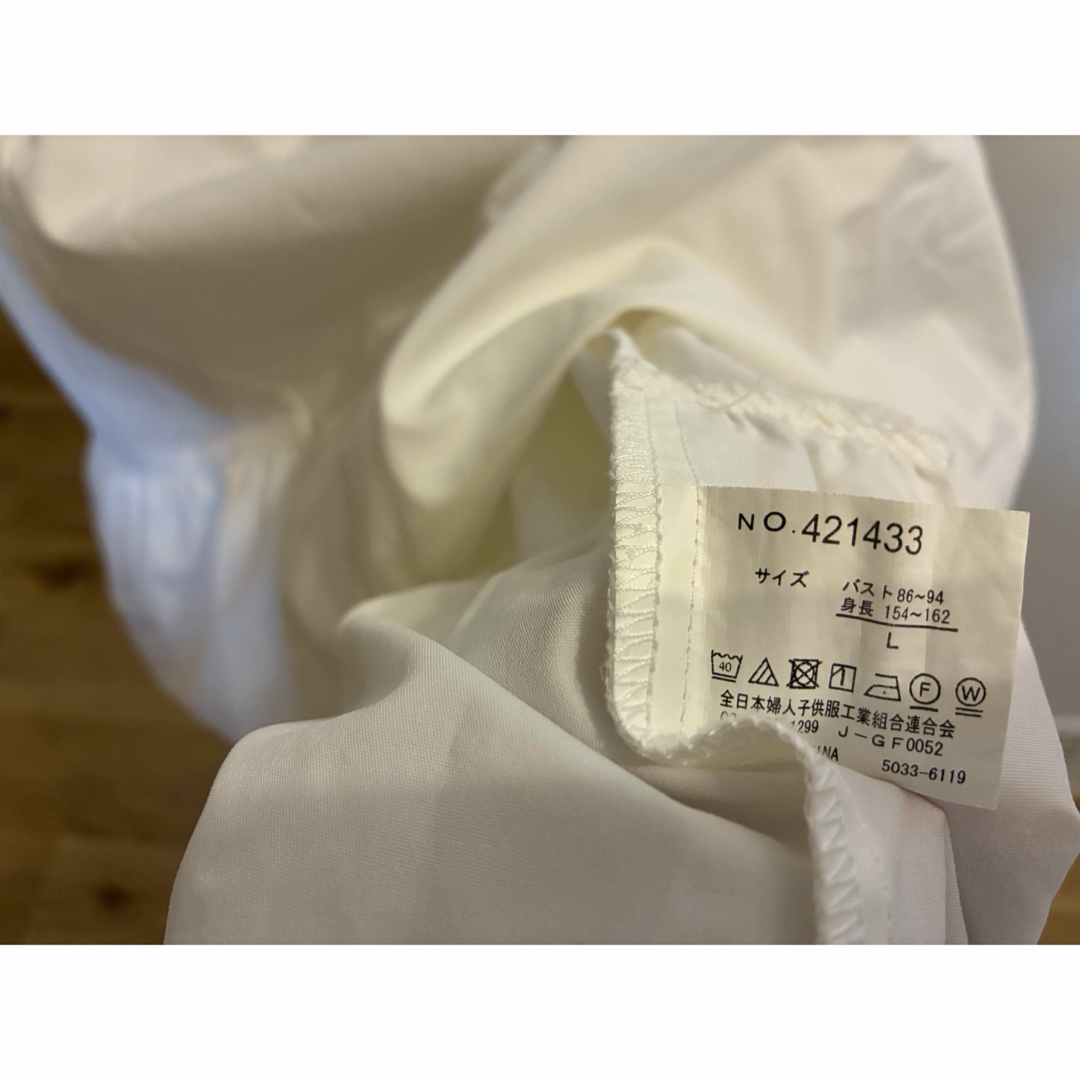 NO.421433
サイズ バスト86~94
身長 154~162
L
40 F W
全日本婦人子供服工業組合連合会
1299 J-GF0052
5033-6119